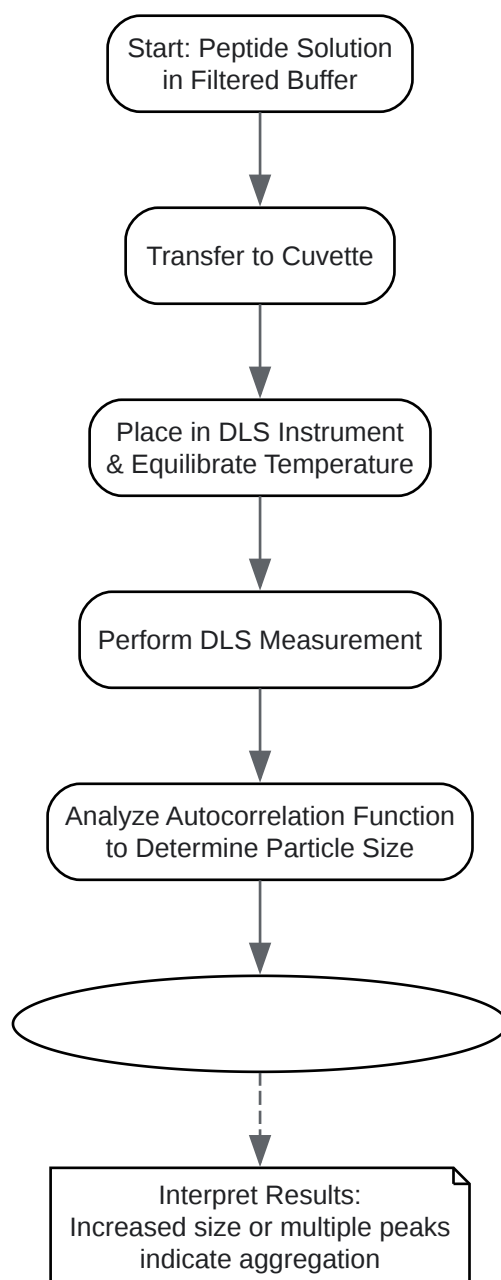 Start: Peptide Solution
in Filtered Buffer
Transfer to Cuvette
Place in DLS Instrument
& Equilibrate Temperature
Perform DLS Measurement
Analyze Autocorrelation Function
to Determine Particle Size
Interpret Results:
Increased size or multiple peaks
indicate aggregation